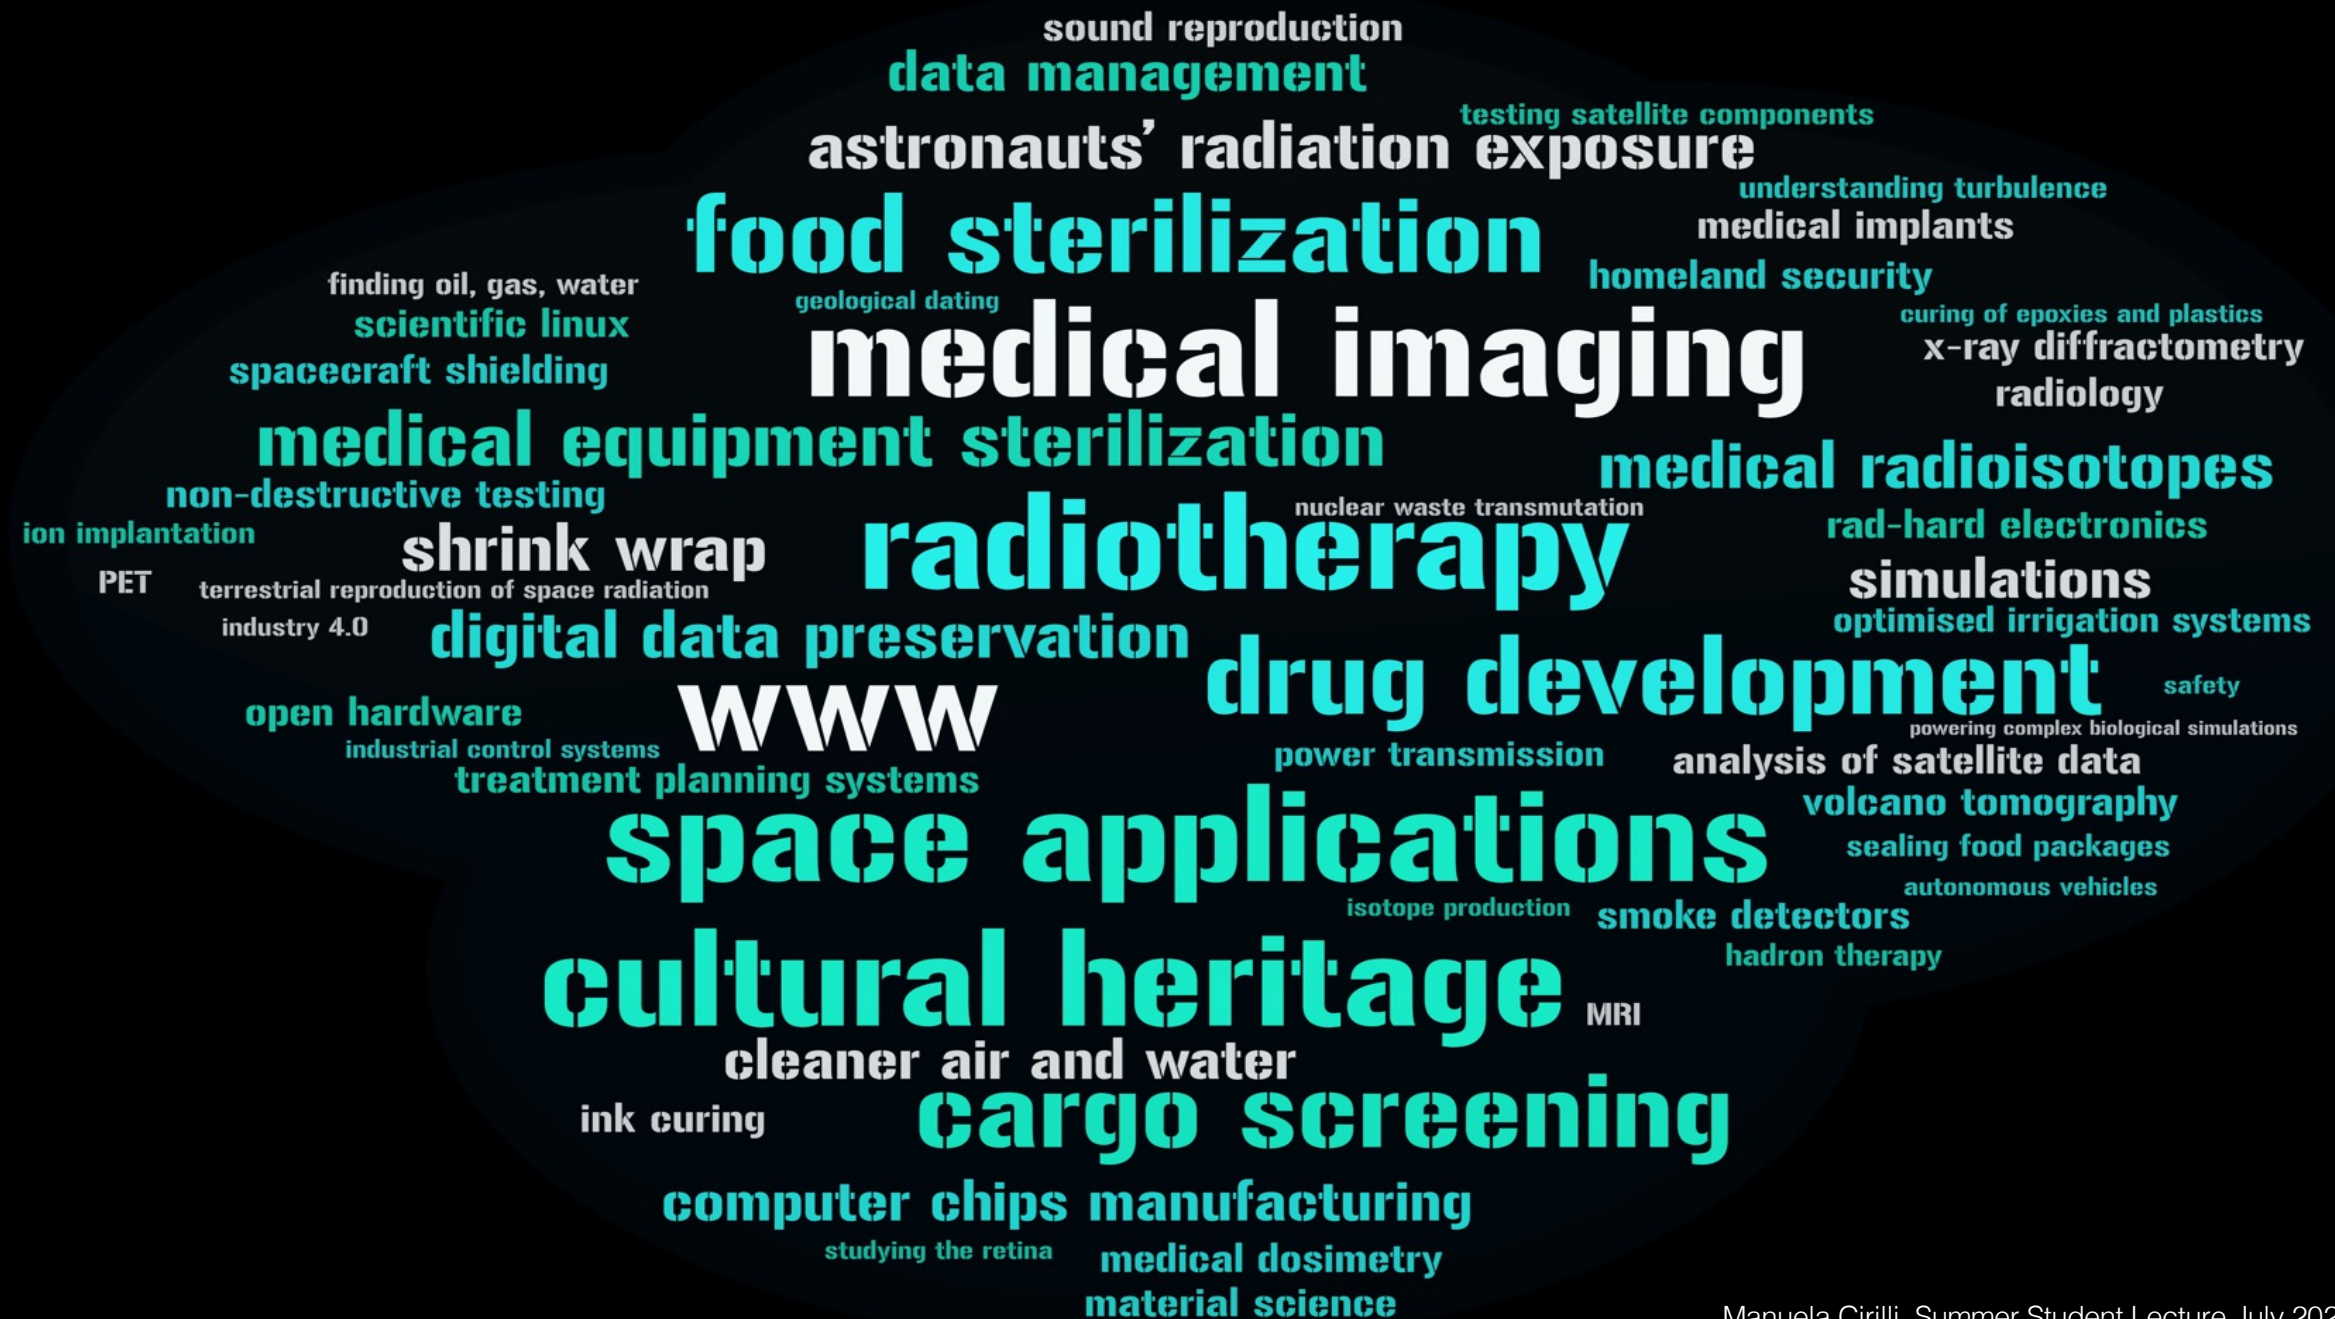 sound reproduction
data management
testing satellite components
astronauts’ radiation exposure
understanding turbulence
medical implants
food sterilization
homeland security
finding oil, gas, water
geological dating
curing of epoxies and plastics
scientific linux
x-ray diffractometry
medical imaging
spacecraft shielding
radiology
medical equipment sterilization
medical radioisotopes
non-destructive testing
nuclear waste transmutation
ion implantation
rad-hard electronics
shrink wrap
radiotherapy
PET
simulations
terrestrial reproduction of space radiation
optimised irrigation systems
industry 4.0
digital data preservation
drug development
safety
open hardware
www
powering complex biological simulations
industrial control systems
power transmission
analysis of satellite data
treatment planning systems
volcano tomography
space applications
sealing food packages
autonomous vehicles
isotope production
smoke detectors
hadron therapy
cultural heritage
MRI
cleaner air and water
ink curing
cargo screening
computer chips manufacturing
studying the retina
medical dosimetry
material science
Manuela Cirilli, Summer Student Lecture July